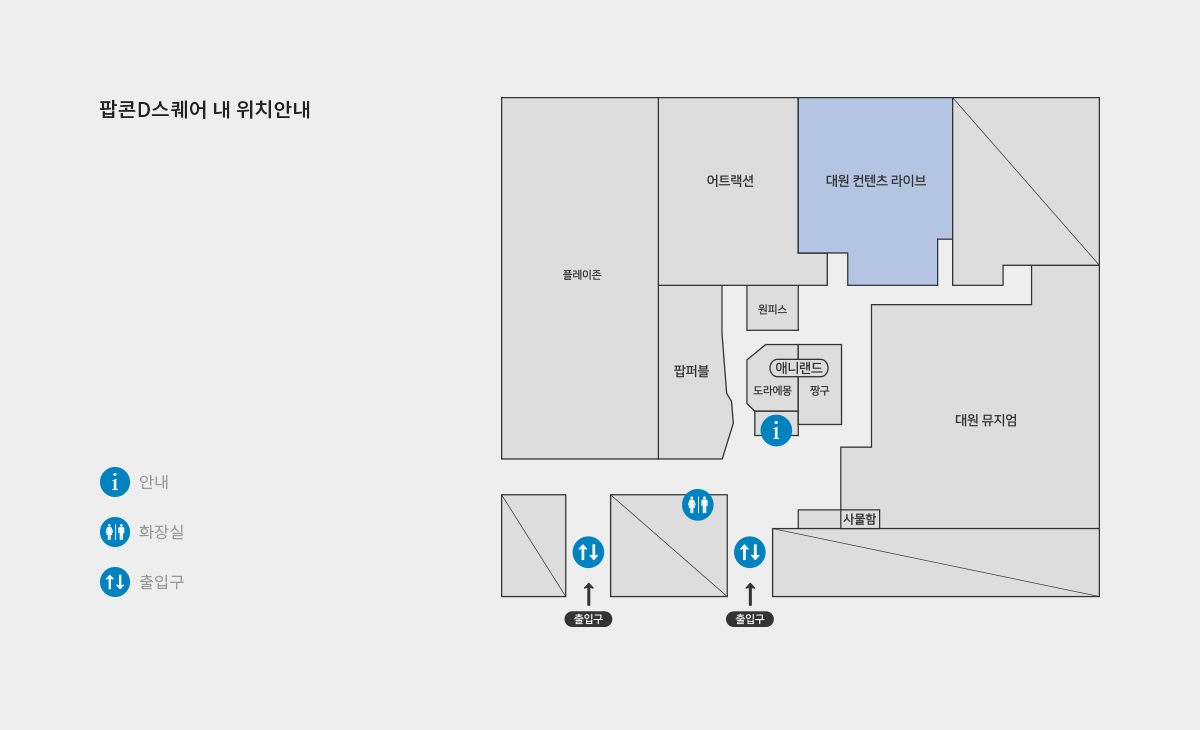 팝콘D스퀘어 내 위치안내
어트랙션
대원 컨텐츠 라이브
플레이존
원피스
팝퍼블
애니랜드
도라에몽
짱구
대원 뮤지엄
i
i
안내
화장실
사물함
출입구
출입구
출입구